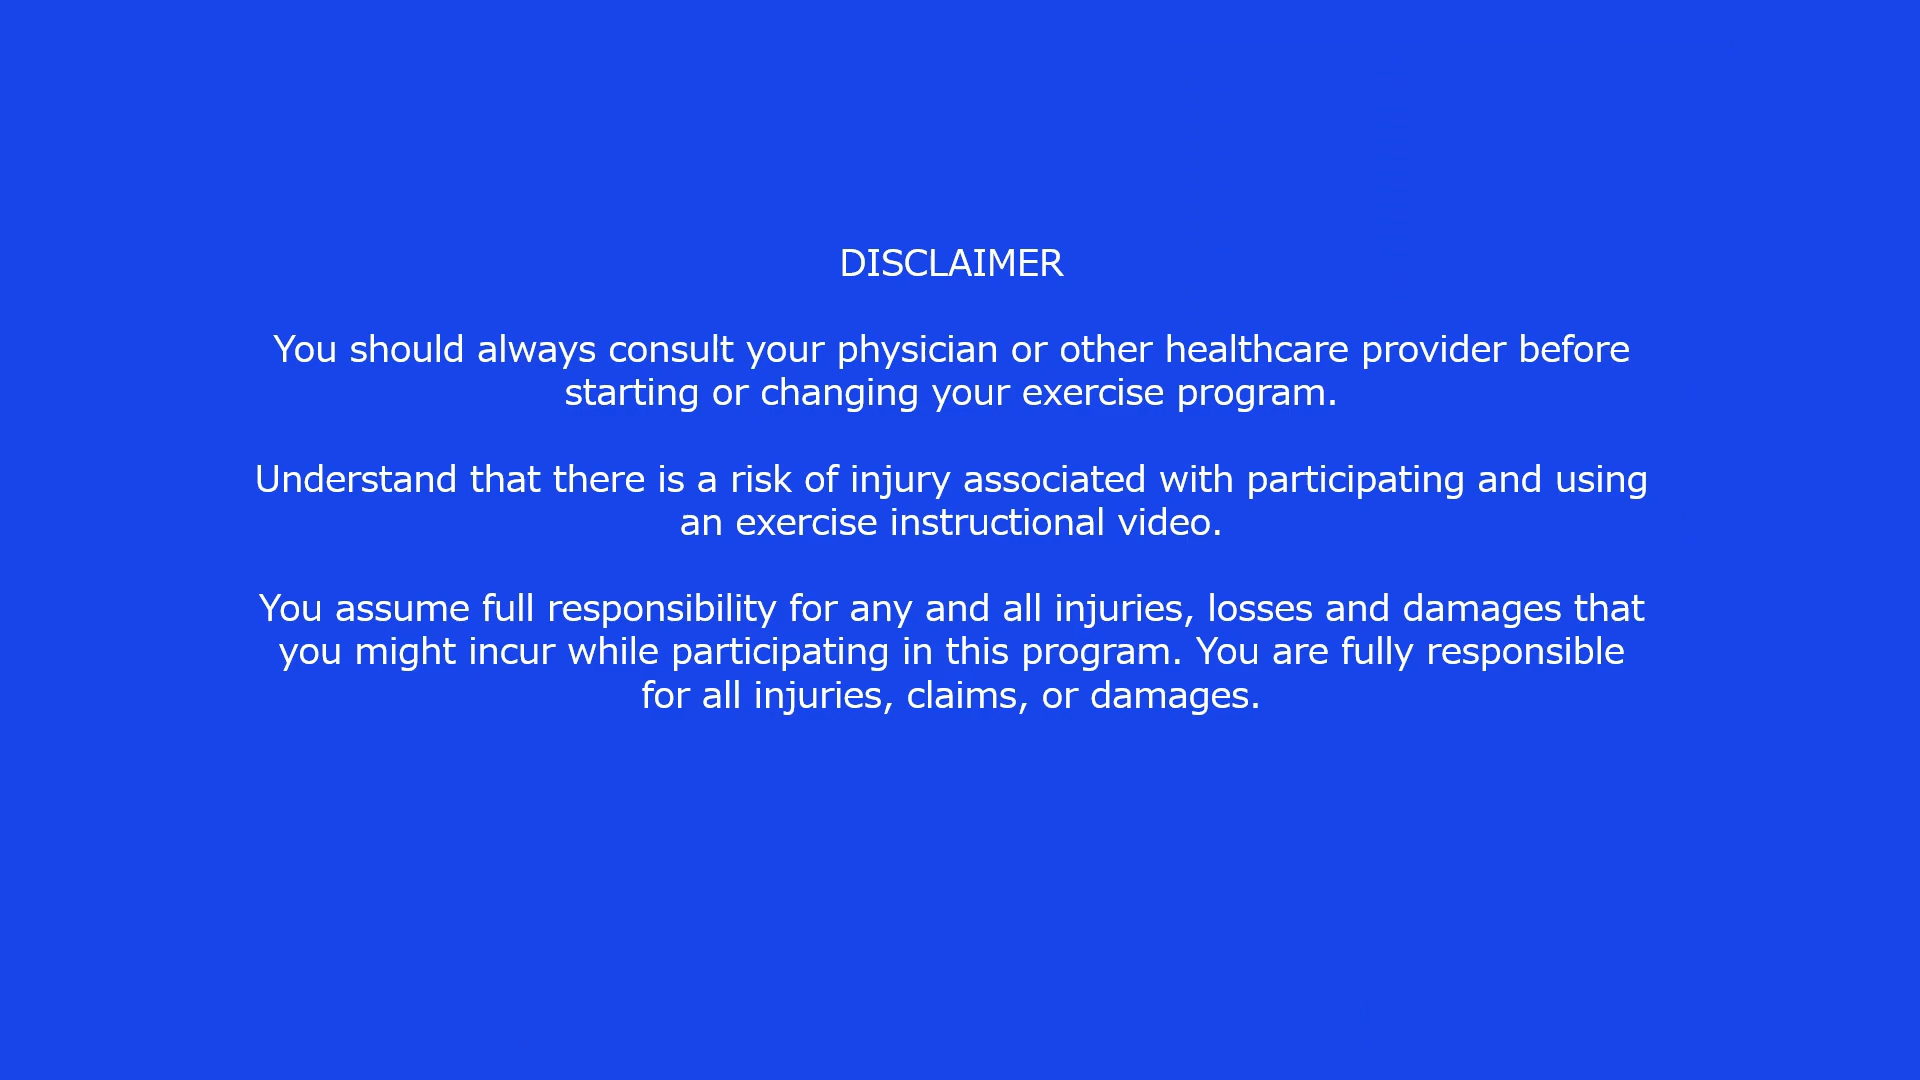 DISCLAIMER
You should always consult your physician or other healthcare provider before
starting or changing your exercise program.
Understand that there is a risk of injury associated with participating and using
an exercise instructional video.
You assume full responsibility for any and all injuries, losses and damages that
you might incur while participating in this program. You are fully responsible
for all injuries, claims, or damages.